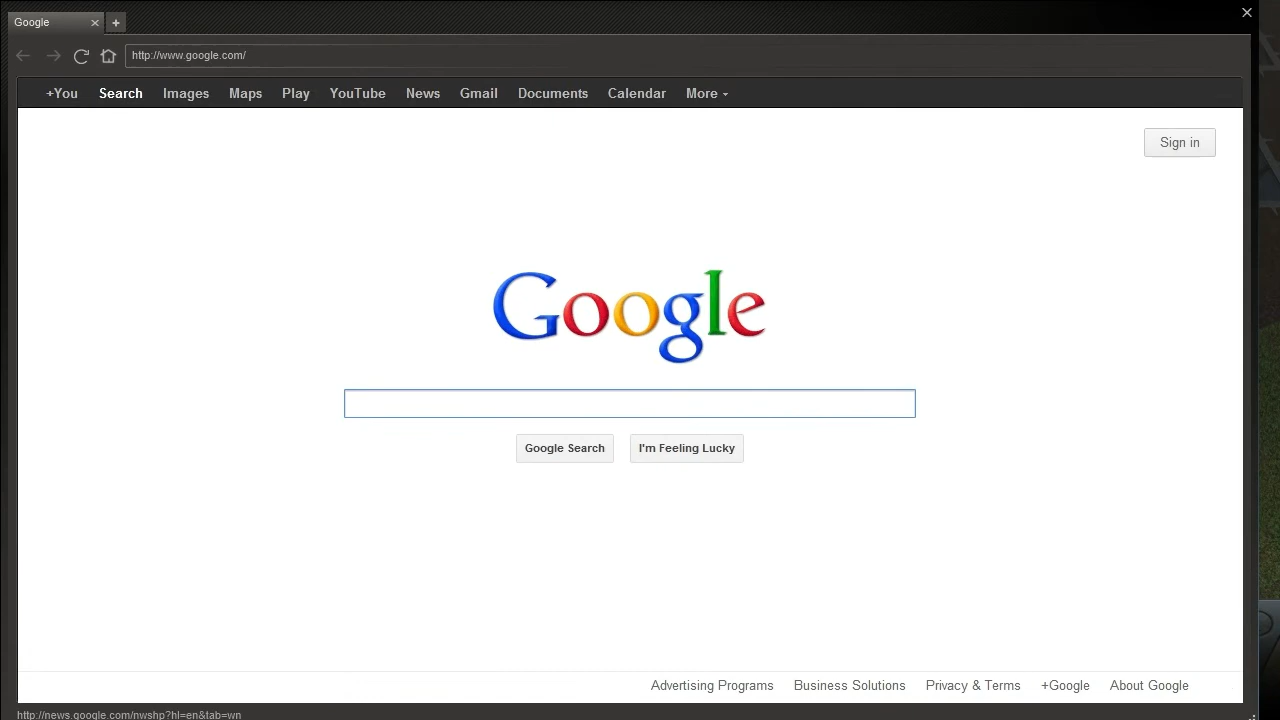 Google
http://www.google.com/
+You Search Images Maps Play YouTube News Gmail Documents Calendar More
Sign in
Google
Google Search I'm Feeling Lucky
Advertising Programs Business Solutions Privacy & Terms +Google About Google
http://news.google.com/nwshp?hl=en&tab=wn